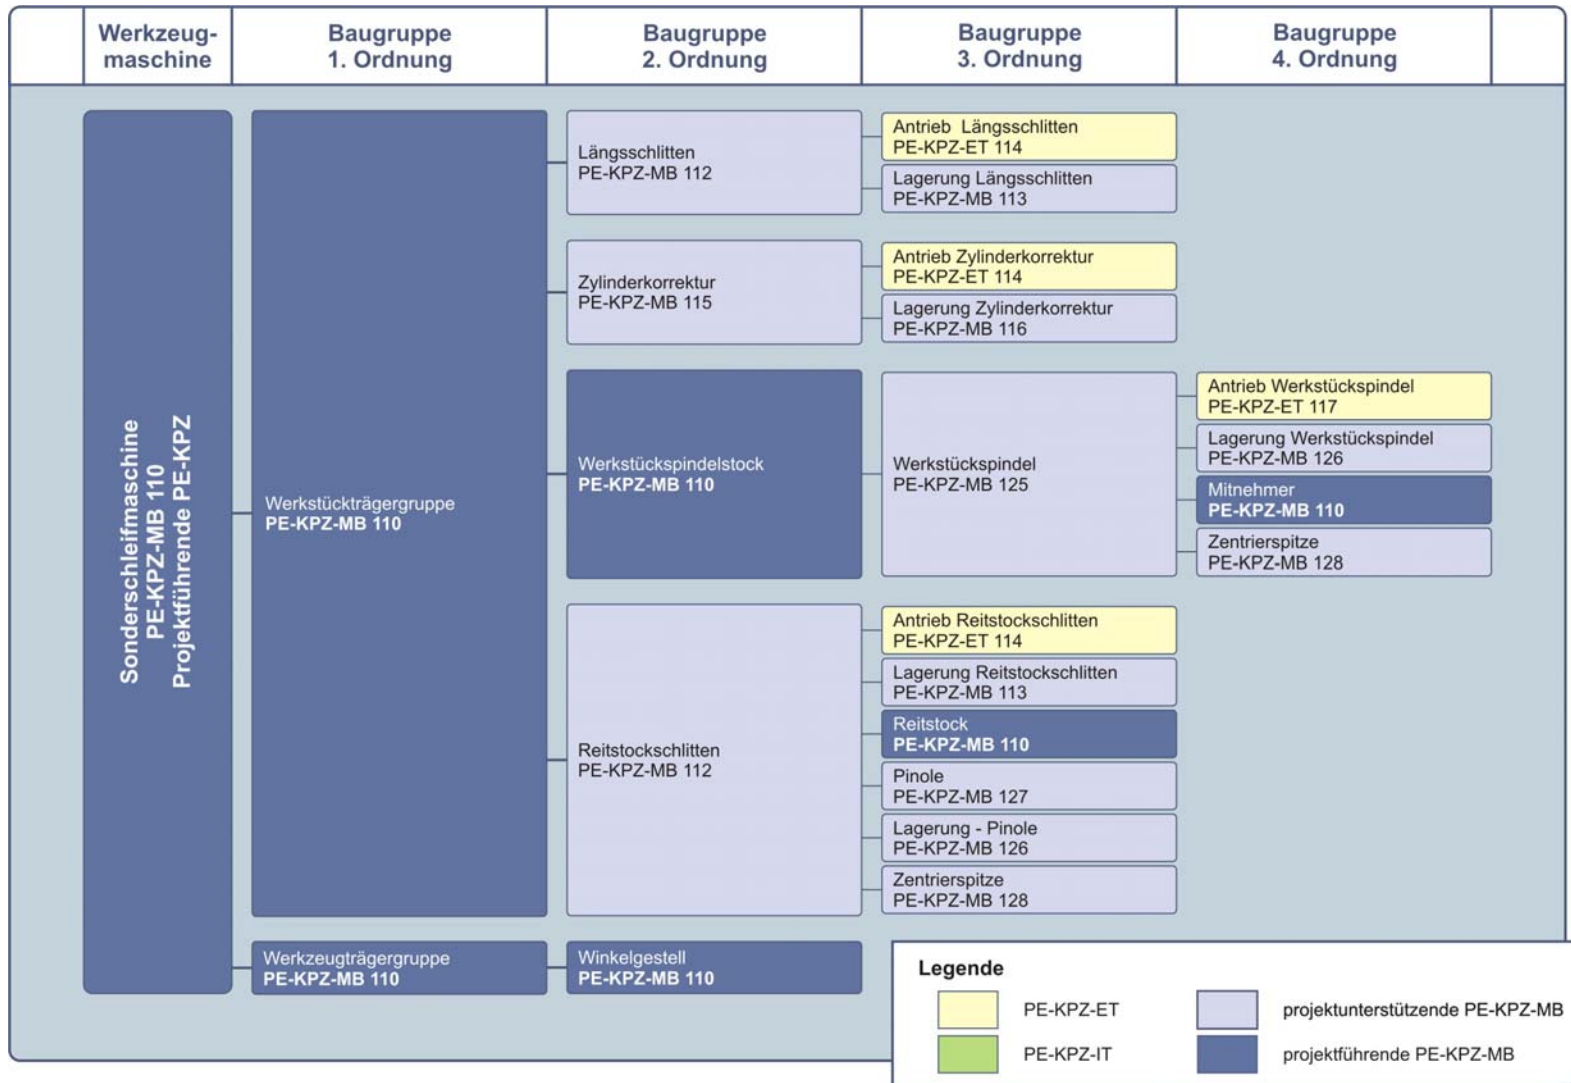 Werkzeug-
maschine
Baugruppe
1. Ordnung
Baugruppe
2. Ordnung
Baugruppe
3. Ordnung
Baugruppe
4. Ordnung
Sonderschleifmaschine
PE-KPZ-MB 110
Projektführende PE-KPZ
Werkstückträgergruppe
PE-KPZ-MB 110
Längsschlitten
PE-KPZ-MB 112
Antrieb  Längsschlitten
PE-KPZ-ET 114
Lagerung Längsschlitten
PE-KPZ-MB 113
Zylinderkorrektur
PE-KPZ-MB 115
Antrieb Zylinderkorrektur
PE-KPZ-ET 114
Lagerung Zylinderkorrektur
PE-KPZ-MB 116
Werkstückspindelstock
PE-KPZ-MB 110
Werkstückspindel
PE-KPZ-MB 125
Antrieb Werkstückspindel
PE-KPZ-ET 117
Lagerung Werkstückspindel
PE-KPZ-MB 126
Mitnehmer
PE-KPZ-MB 110
Zentrierspitze
PE-KPZ-MB 128
Reitstockschlitten
PE-KPZ-MB 112
Antrieb Reitstockschlitten
PE-KPZ-ET 114
Lagerung Reitstockschlitten
PE-KPZ-MB 113
Reitstock
PE-KPZ-MB 110
Pinole
PE-KPZ-MB 127
Lagerung - Pinole
PE-KPZ-MB 126
Zentrierspitze
PE-KPZ-MB 128
Werkzeugträgergruppe
PE-KPZ-MB 110
Winkelgestell
PE-KPZ-MB 110
Legende
PE-KPZ-ET
projektunterstützende PE-KPZ-MB
PE-KPZ-IT
projektführende PE-KPZ-MB